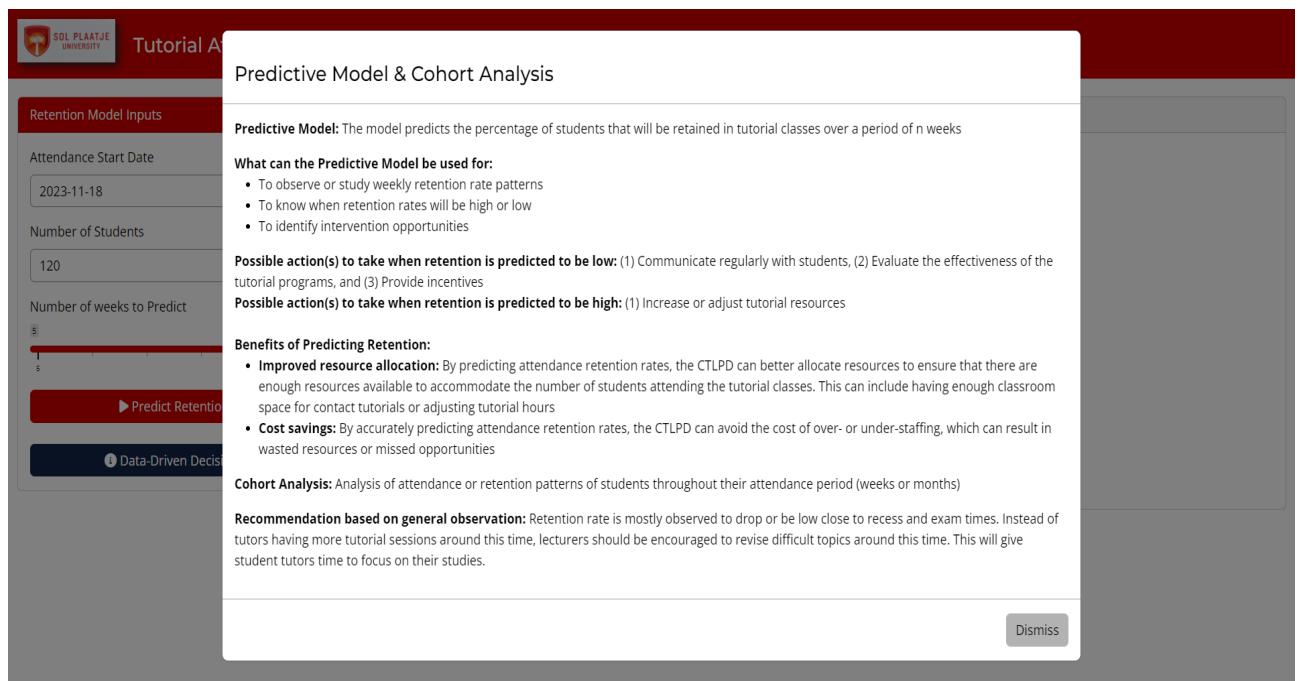 SOL PLAATJE
UNIVERSITY
Tutorial A
Retention Model Inputs
Attendance Start Date
2023-11-18
Number of Students
120
Number of weeks to Predict
5
5
Predict Retentio
Data-Driven Decisi
Predictive Model & Cohort Analysis
Predictive Model: The model predicts the percentage of students that will be retained in tutorial classes over a period of n weeks
What can the Predictive Model be used for:
• To observe or study weekly retention rate patterns
• To know when retention rates will be high or low
• To identify intervention opportunities
Possible action(s) to take when retention is predicted to be low: (1) Communicate regularly with students, (2) Evaluate the effectiveness of the
tutorial programs, and (3) Provide incentives
Possible action(s) to take when retention is predicted to be high: (1) Increase or adjust tutorial resources
Benefits of Predicting Retention:
• Improved resource allocation: By predicting attendance retention rates, the CTLPD can better allocate resources to ensure that there are
enough resources available to accommodate the number of students attending the tutorial classes. This can include having enough classroom
space for contact tutorials or adjusting tutorial hours
• Cost savings: By accurately predicting attendance retention rates, the CTLPD can avoid the cost of over- or under-staffing, which can result in
wasted resources or missed opportunities
Cohort Analysis: Analysis of attendance or retention patterns of students throughout their attendance period (weeks or months)
Recommendation based on general observation: Retention rate is mostly observed to drop or be low close to recess and exam times. Instead of
tutors having more tutorial sessions around this time, lecturers should be encouraged to revise difficult topics around this time. This will give
student tutors time to focus on their studies.
Dismiss